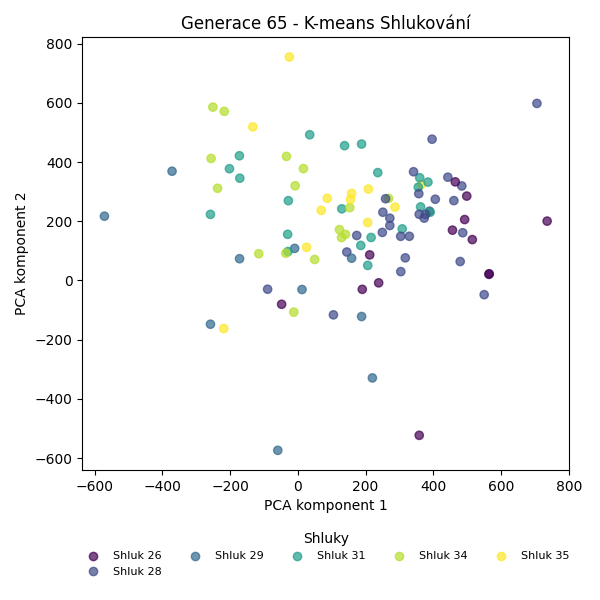 Generace 65 - K-means Shlukování
800
600
400
200
0
−200
−400
−600
PCA komponent 2
−600 −400 −200 0 200 400 600 800
PCA komponent 1
Shluky
Shluk 26 Shluk 29 Shluk 31 Shluk 34 Shluk 35
Shluk 28